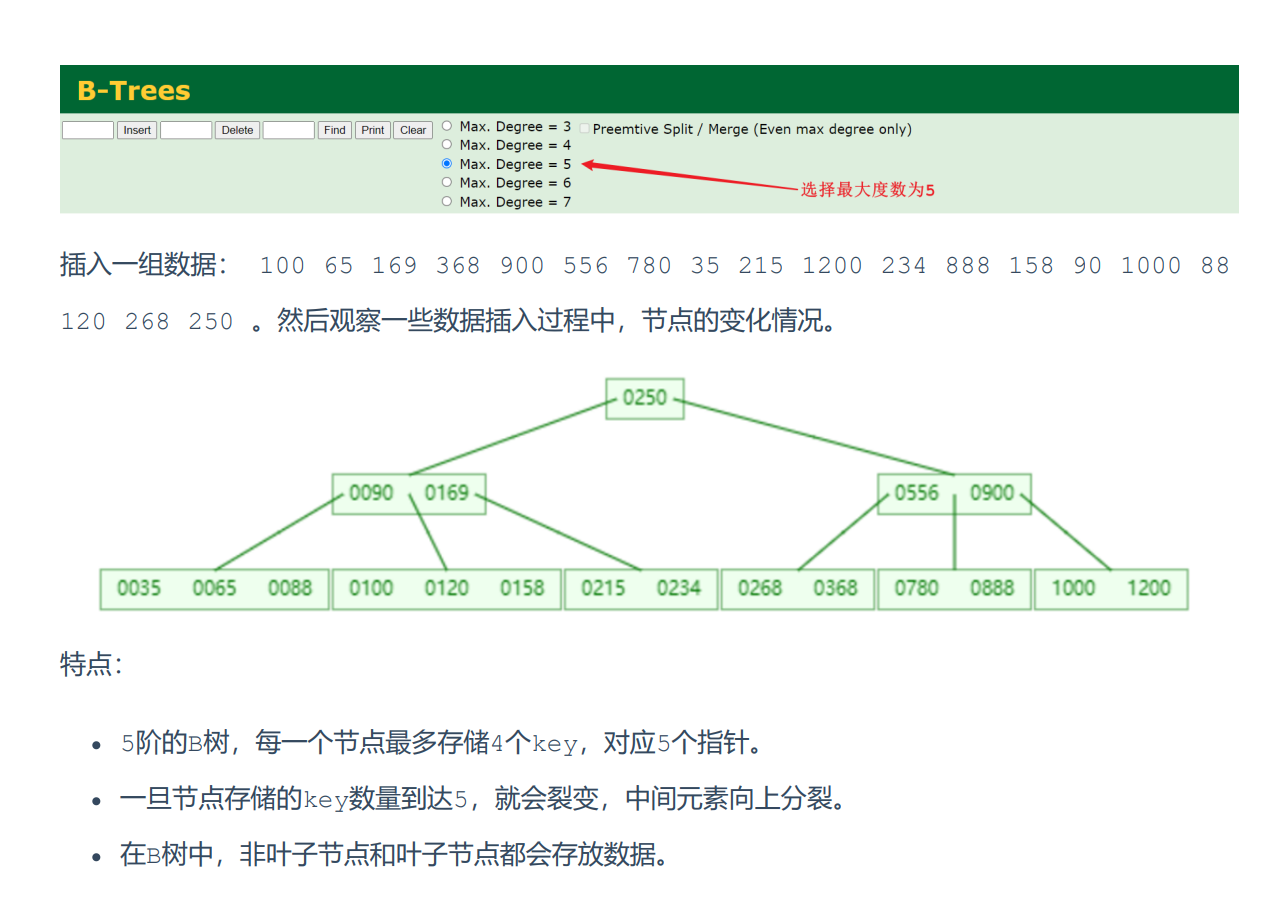 B-Trees
Insert Delete Find Print Clear
Max. Degree = 3 Preemtive Split / Merge (Even max degree only)
Max. Degree = 4
Max. Degree = 5
Max. Degree = 6
选择最大度数为5
Max. Degree = 7
插入一组数据： 100 65 169 368 900 556 780 35 215 1200 234 888 158 90 1000 88
120 268 250 。然后观察一些数据插入过程中，节点的变化情况。
0250
0090 0169 0556 0900
0035 0065 0088 0100 0120 0158 0215 0234 0268 0368 0780 0888 1000 1200
特点：
• 5阶的B树，每一个节点最多存储4个key，对应5个指针。
• 一旦节点存储的key数量到达5，就会裂变，中间元素向上分裂。
• 在B树中，非叶子节点和叶子节点都会存放数据。